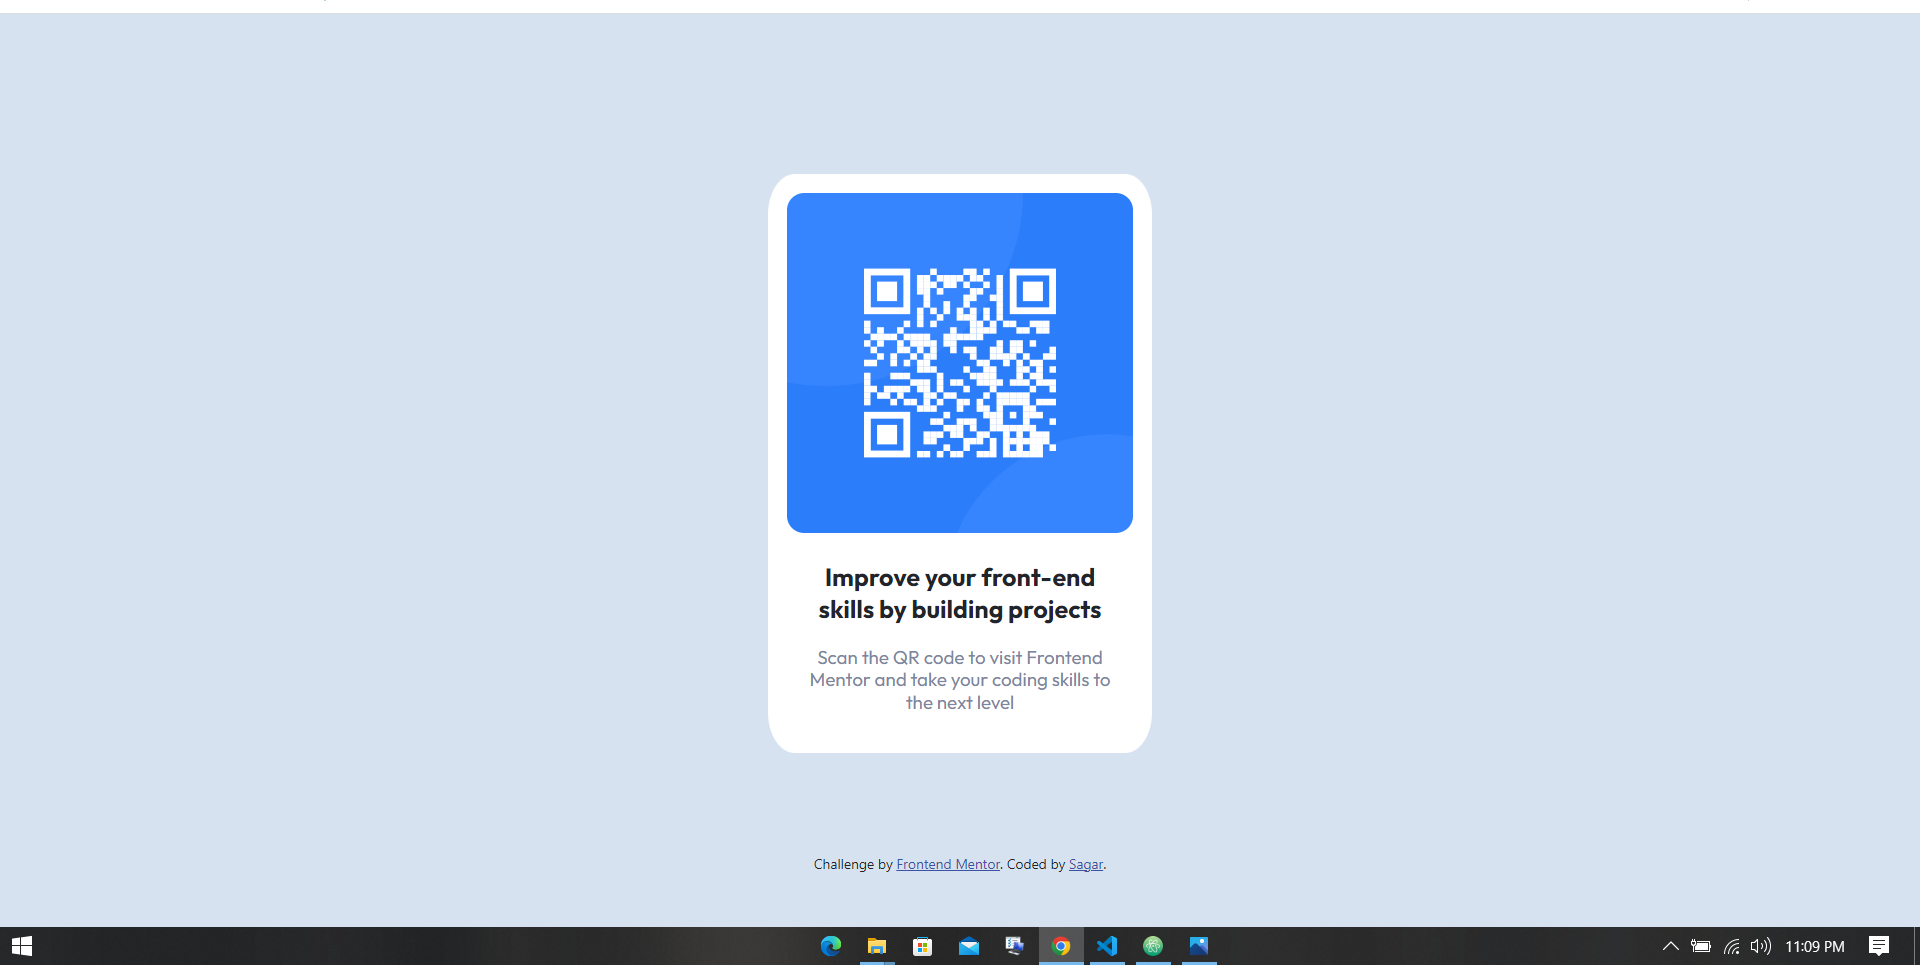 Improve your front-end
skills by building projects
Scan the QR code to visit Frontend
Mentor and take your coding skills to
the next level
Challenge by Frontend Mentor. Coded by Sagar.
11:09 PM